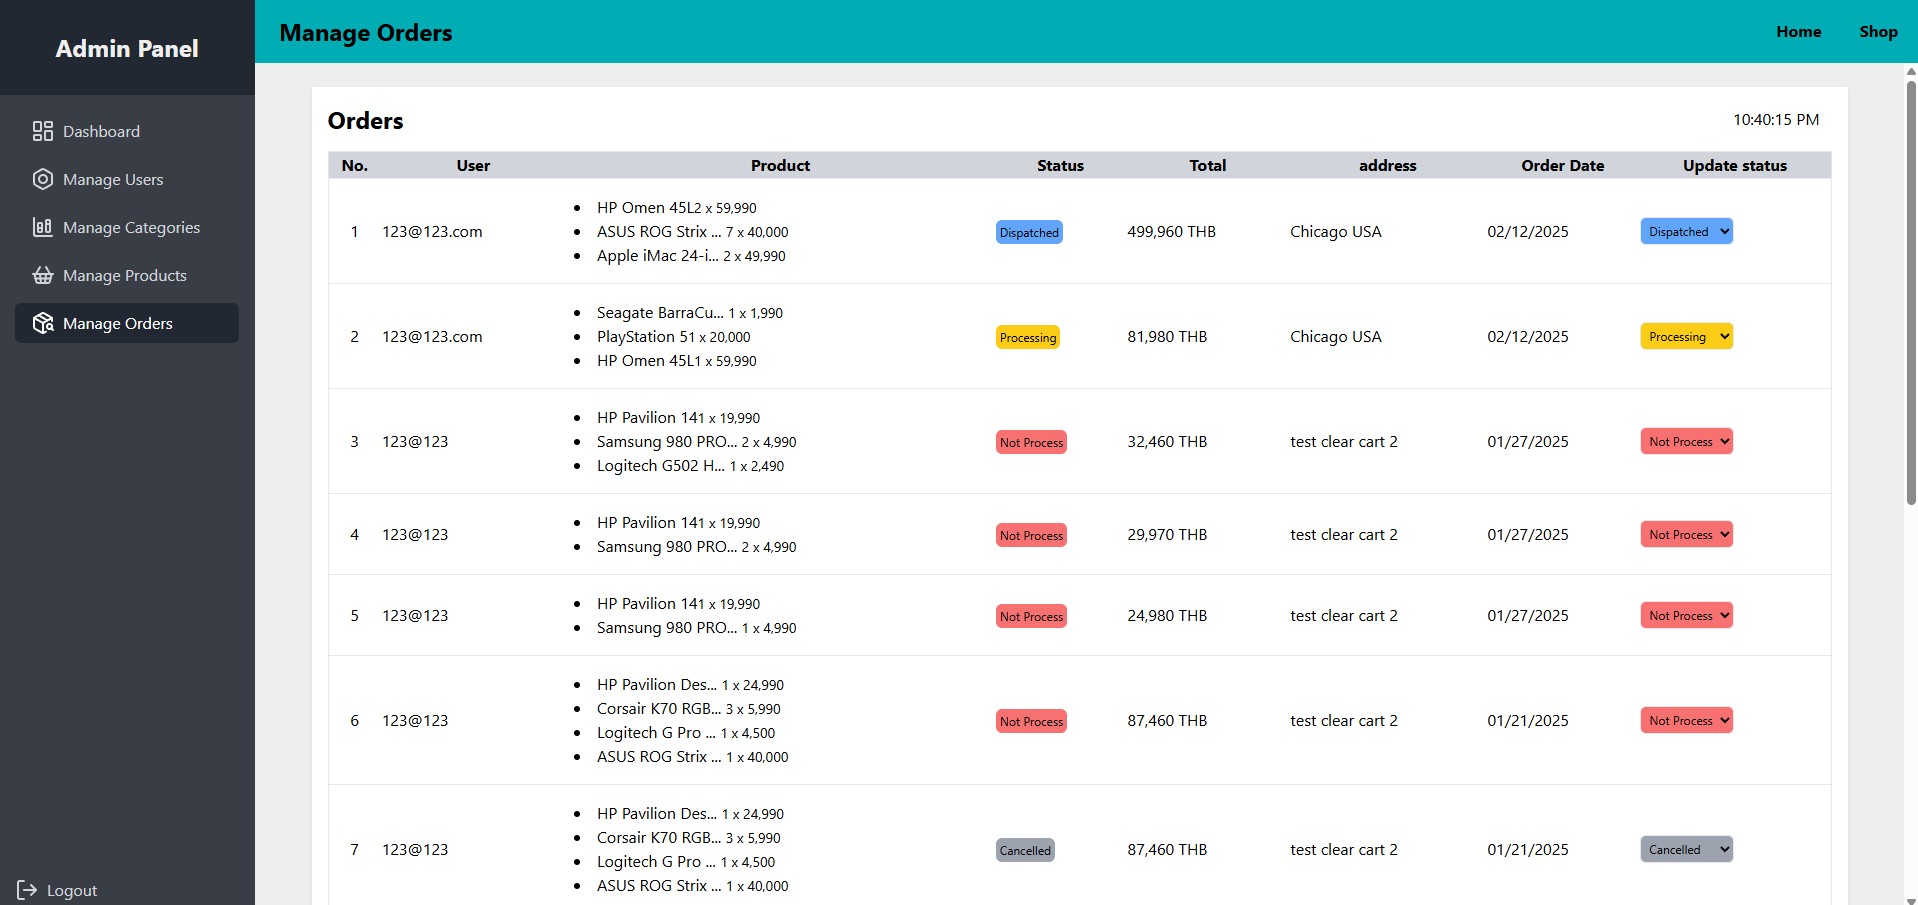 Admin Panel
Dashboard
Manage Users
Manage Categories
Manage Products
Manage Orders
Logout
Manage Orders
Home
Shop
Orders
10:40:15 PM
No. User Product Status Total address Order Date Update status
HP Omen 45L2 x 59,990
1 123@123.com ASUS ROG Strix ... 7 x 40,000 Dispatched 499,960 THB Chicago USA 02/12/2025 Dispatched
Apple iMac 24-i... 2 x 49,990
Seagate BarraCu... 1 x 1,990
2 123@123.com PlayStation 51 x 20,000 Processing 81,980 THB Chicago USA 02/12/2025 Processing
HP Omen 45L1 x 59,990
HP Pavilion 141 x 19,990
3 123@123 Samsung 980 PRO... 2 x 4,990 Not Process 32,460 THB test clear cart 2 01/27/2025 Not Process
Logitech G502 H... 1 x 2,490
HP Pavilion 141 x 19,990
4 123@123 Samsung 980 PRO... 2 x 4,990 Not Process 29,970 THB test clear cart 2 01/27/2025 Not Process
HP Pavilion 141 x 19,990
5 123@123 Samsung 980 PRO... 1 x 4,990 Not Process 24,980 THB test clear cart 2 01/27/2025 Not Process
HP Pavilion Des... 1 x 24,990
Corsair K70 RGB... 3 x 5,990
6 123@123 Logitech G Pro ... 1 x 4,500 Not Process 87,460 THB test clear cart 2 01/21/2025 Not Process
ASUS ROG Strix ... 1 x 40,000
HP Pavilion Des... 1 x 24,990
Corsair K70 RGB... 3 x 5,990
7 123@123 Logitech G Pro ... 1 x 4,500 Cancelled 87,460 THB test clear cart 2 01/21/2025 Cancelled
ASUS ROG Strix ... 1 x 40,000